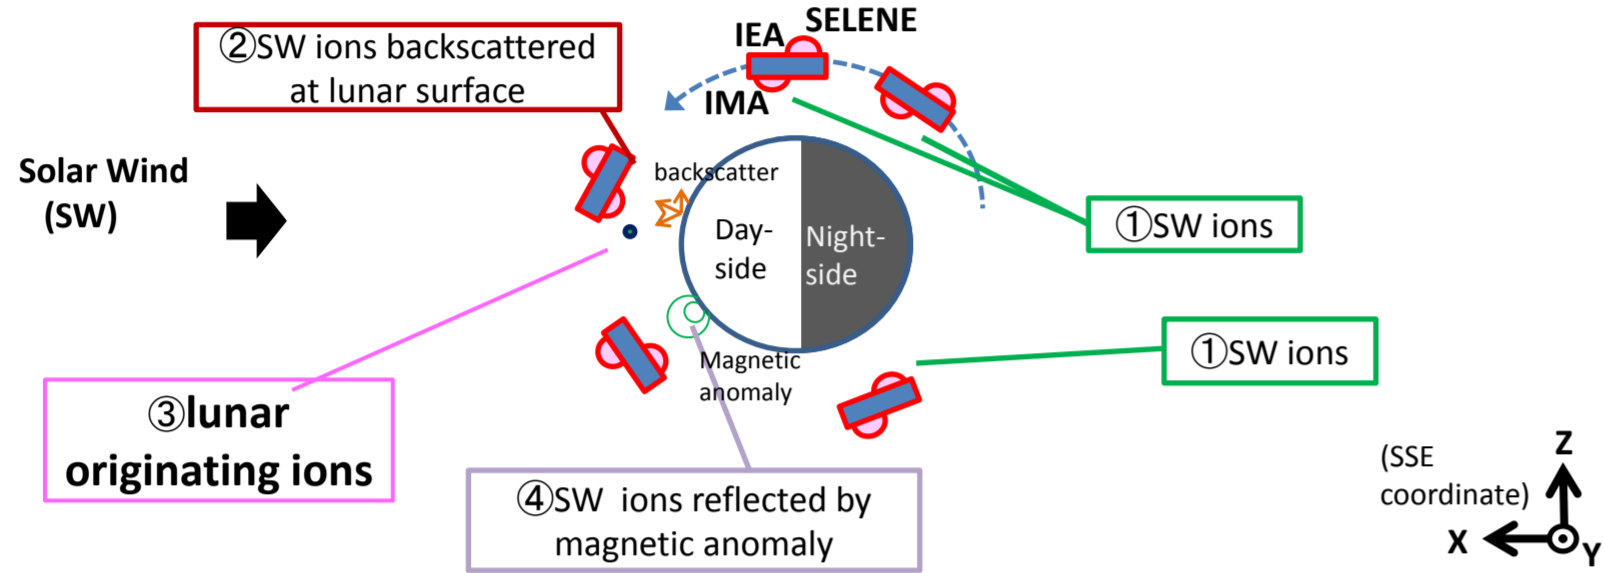 SELENE
IEA
②SW ions backscattered
at lunar surface
IMA
Solar Wind
(SW)
backscatter
①SW ions
Day-
side
Night-
side
①SW ions
Magnetic
anomaly
③lunar
originating ions
④SW ions reflected by
magnetic anomaly
(SSE
coordinate)
Z
X
Y